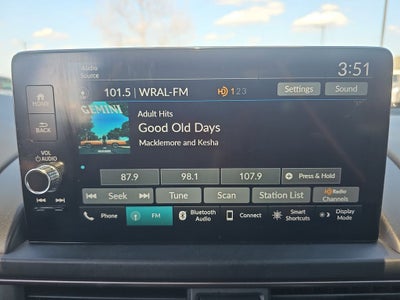 Audio
Source
3:51
101.5 | WRAL-FM
HD 1 2 3
Settings
Sound
HOME
BACK
VOL
AUDIO
GEMINI
Adult Hits
Good Old Days
Macklemore and Kesha
87.9
98.1
107.9
Press & Hold
Seek
Tune
Scan
Station List
HD Radio
Channels
Phone
FM
Bluetooth
Audio
Connect
Smart
Shortcuts
Display
Mode